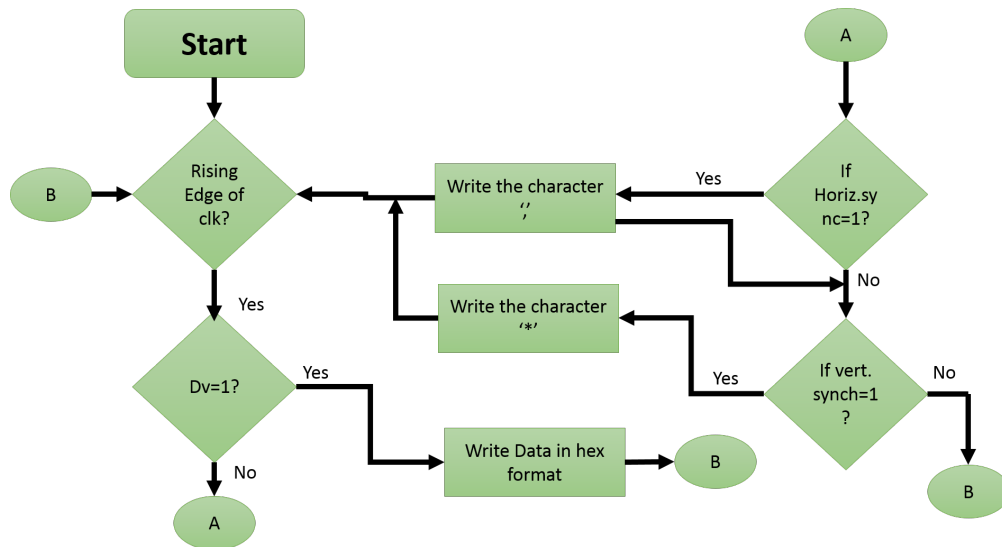 Start
A
Rising
Edge of
clk?
B
Write the character
‘;’
Yes
If
Horiz.sy
nc=1?
No
Yes
Write the character
‘*’
Dv=1?
Yes
Yes
If vert.
synch=1
?
No
Write Data in hex
format
B
B
No
A